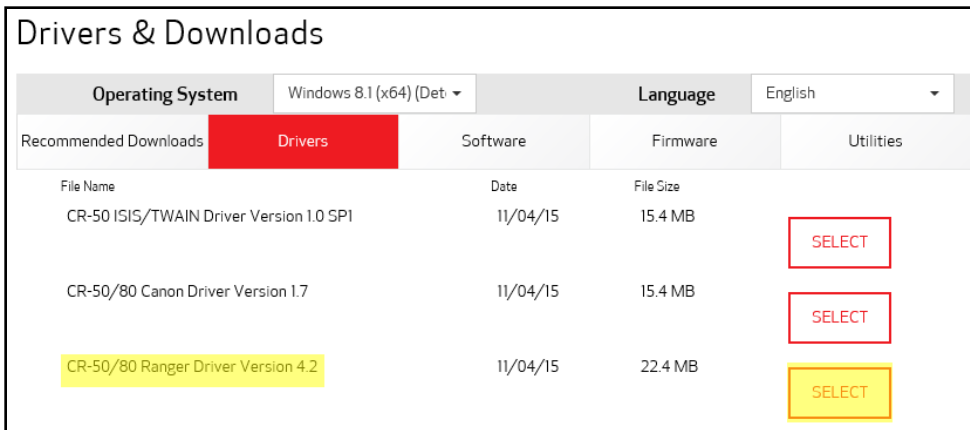 Drivers & Downloads
Operating System Windows 8.1 (x64) (Det Language English
Recommended Downloads Drivers Software Firmware Utilities
File Name Date File Size
CR-50 ISIS/TWAIN Driver Version 1.0 SP1 11/04/15 15.4 MB
SELECT
CR-50/80 Canon Driver Version 1.7 11/04/15 15.4 MB
SELECT
CR-50/80 Ranger Driver Version 4.2 11/04/15 22.4 MB
SELECT